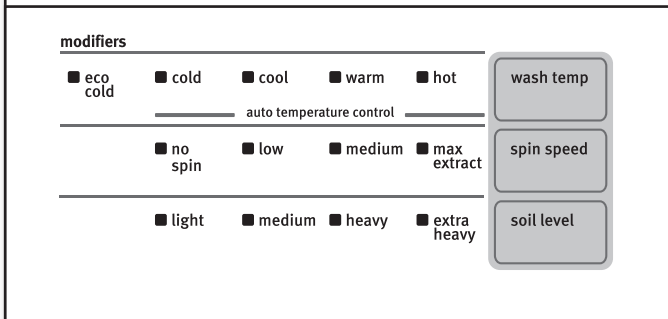 modifiers
eco cold cool warm hot wash temp
cold
auto temperature control
no low medium max spin speed
spin extract
light medium heavy extra soil level
heavy